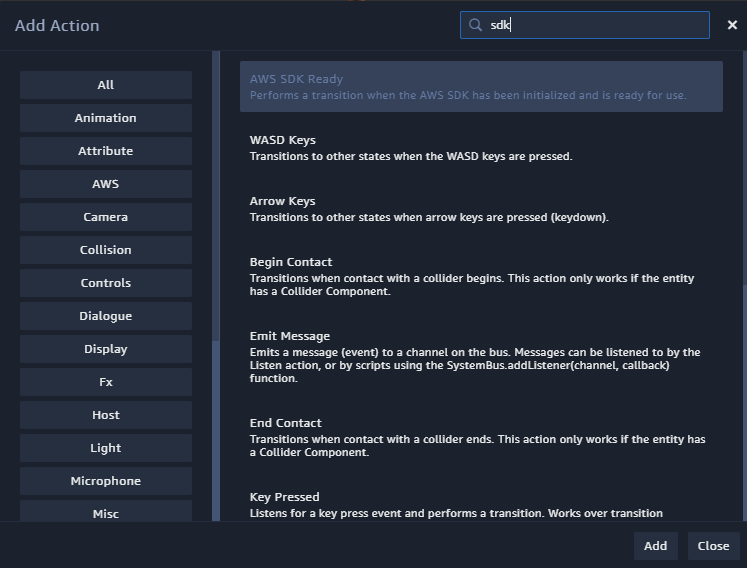 Add Action
sdk
All
Animation
Attribute
AWS
Camera
Collision
Controls
Dialogue
Display
Fx
Host
Light
Microphone
Misc
AWS SDK Ready
Performs a transition when the AWS SDK has been initialized and is ready for use.
WASD Keys
Transitions to other states when the WASD keys are pressed.
Arrow Keys
Transitions to other states when arrow keys are pressed (keydown).
Begin Contact
Transitions when contact with a collider begins. This action only works if the entity
has a Collider Component.
Emit Message
Emits a message (event) to a channel on the bus. Messages can be listened to by the
Listen action, or by scripts using the SystemBus.addListener(channel, callback)
function.
End Contact
Transitions when contact with a collider ends. This action only works if the entity has
a Collider Component.
Key Pressed
Listens for a key press event and performs a transition. Works over transition
Add
Close